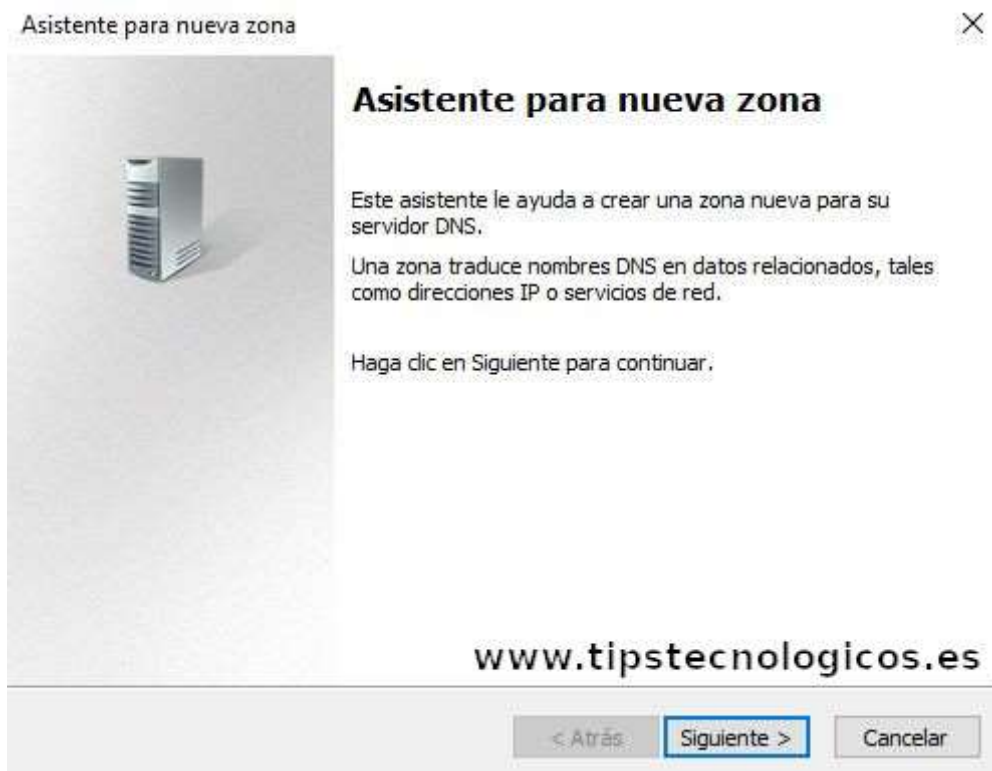 Asistente para nueva zona
Asistente para nueva zona
Este asistente le ayuda a crear una zona nueva para su
servidor DNS.
Una zona traduce nombres DNS en datos relacionados, tales
como direcciones IP o servicios de red.
Haga clic en Siguiente para continuar.
www.tipstecnologicos.es
< Atrás Siguiente > Cancelar